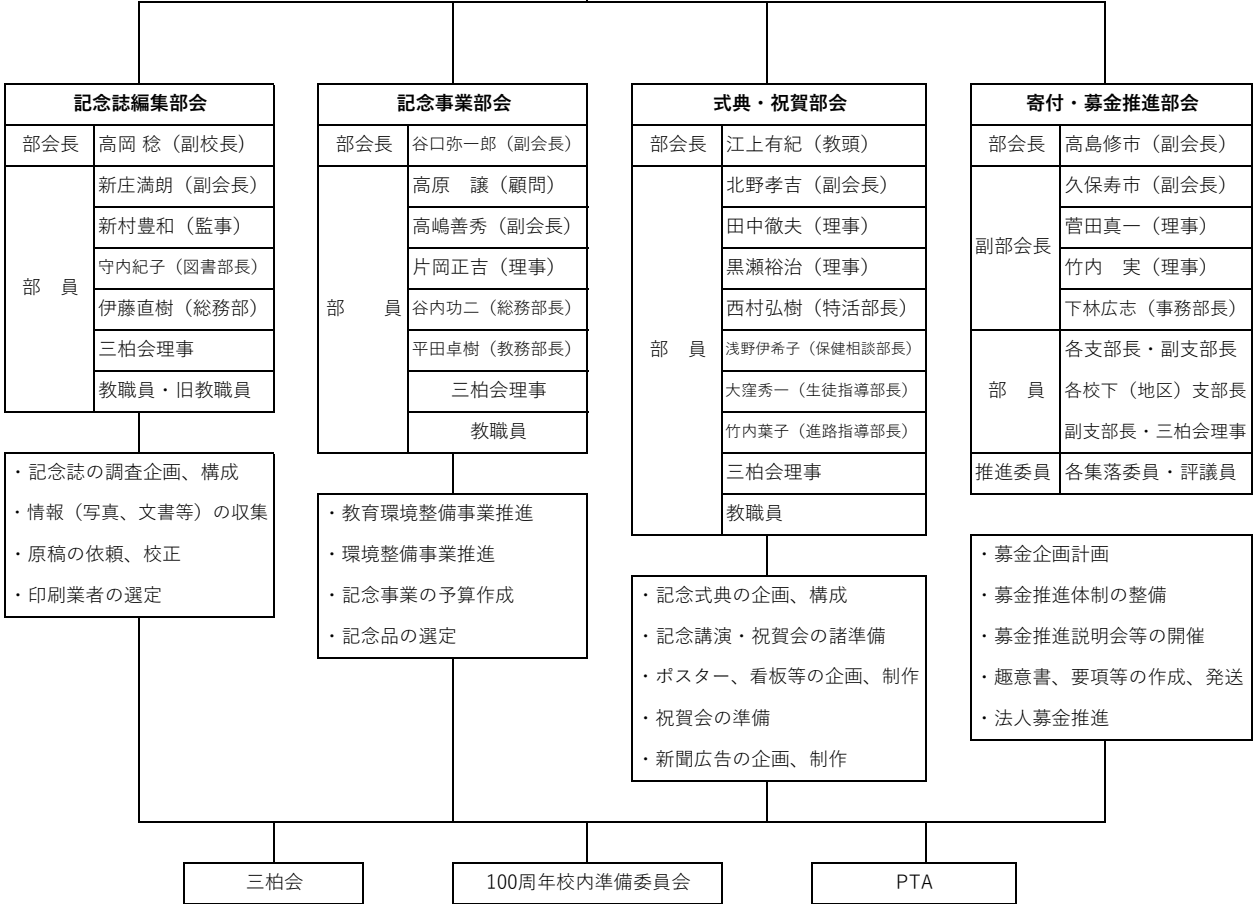 記念誌編集部会
部会長 高岡 稔（副校長）
部　員
新庄満朗（副会長）
新村豊和（監事）
守内紀子（図書部長）
伊藤直樹（総務部）
三柏会理事
教職員・旧教職員
・記念誌の調査企画、構成
・情報（写真、文書等）の収集
・原稿の依頼、校正
・印刷業者の選定
記念事業部会
部会長 谷口弥一郎（副会長）
部　　員
高原　譲（顧問）
高嶋善秀（副会長）
片岡正吉（理事）
谷内功二（総務部長）
平田卓樹（教務部長）
三柏会理事
教職員
・教育環境整備事業推進
・環境整備事業推進
・記念事業の予算作成
・記念品の選定
式典・祝賀部会
部会長 江上有紀（教頭）
部　員
北野孝吉（副会長）
田中徹夫（理事）
黒瀬裕治（理事）
西村弘樹（特活部長）
浅野伊希子（保健相談部長）
大窪秀一（生徒指導部長）
竹内葉子（進路指導部長）
三柏会理事
教職員
・記念式典の企画、構成
・記念講演・祝賀会の諸準備
・ポスター、看板等の企画、制作
・祝賀会の準備
・新聞広告の企画、制作
寄付・募金推進部会
部会長 高島修市（副会長）
副部会長
久保寿市（副会長）
菅田真一（理事）
竹内　実（理事）
下林広志（事務部長）
部　員
各支部長・副支部長
各校下（地区）支部長
副支部長・三柏会理事
推進委員 各集落委員・評議員
・募金企画計画
・募金推進体制の整備
・募金推進説明会等の開催
・趣意書、要項等の作成、発送
・法人募金推進
三柏会
100周年校内準備委員会
PTA